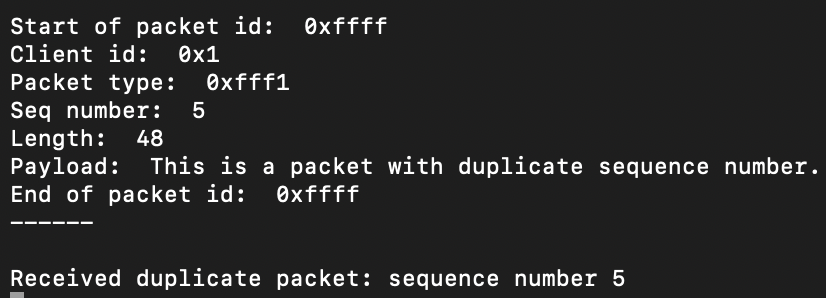 Start of packet id:  0xffff
Client id:  0x1
Packet type:  0xfff1
Seq number:  5
Length:  48
Payload:  This is a packet with duplicate sequence number.
End of packet id:  0xffff
------
Received duplicate packet: sequence number 5